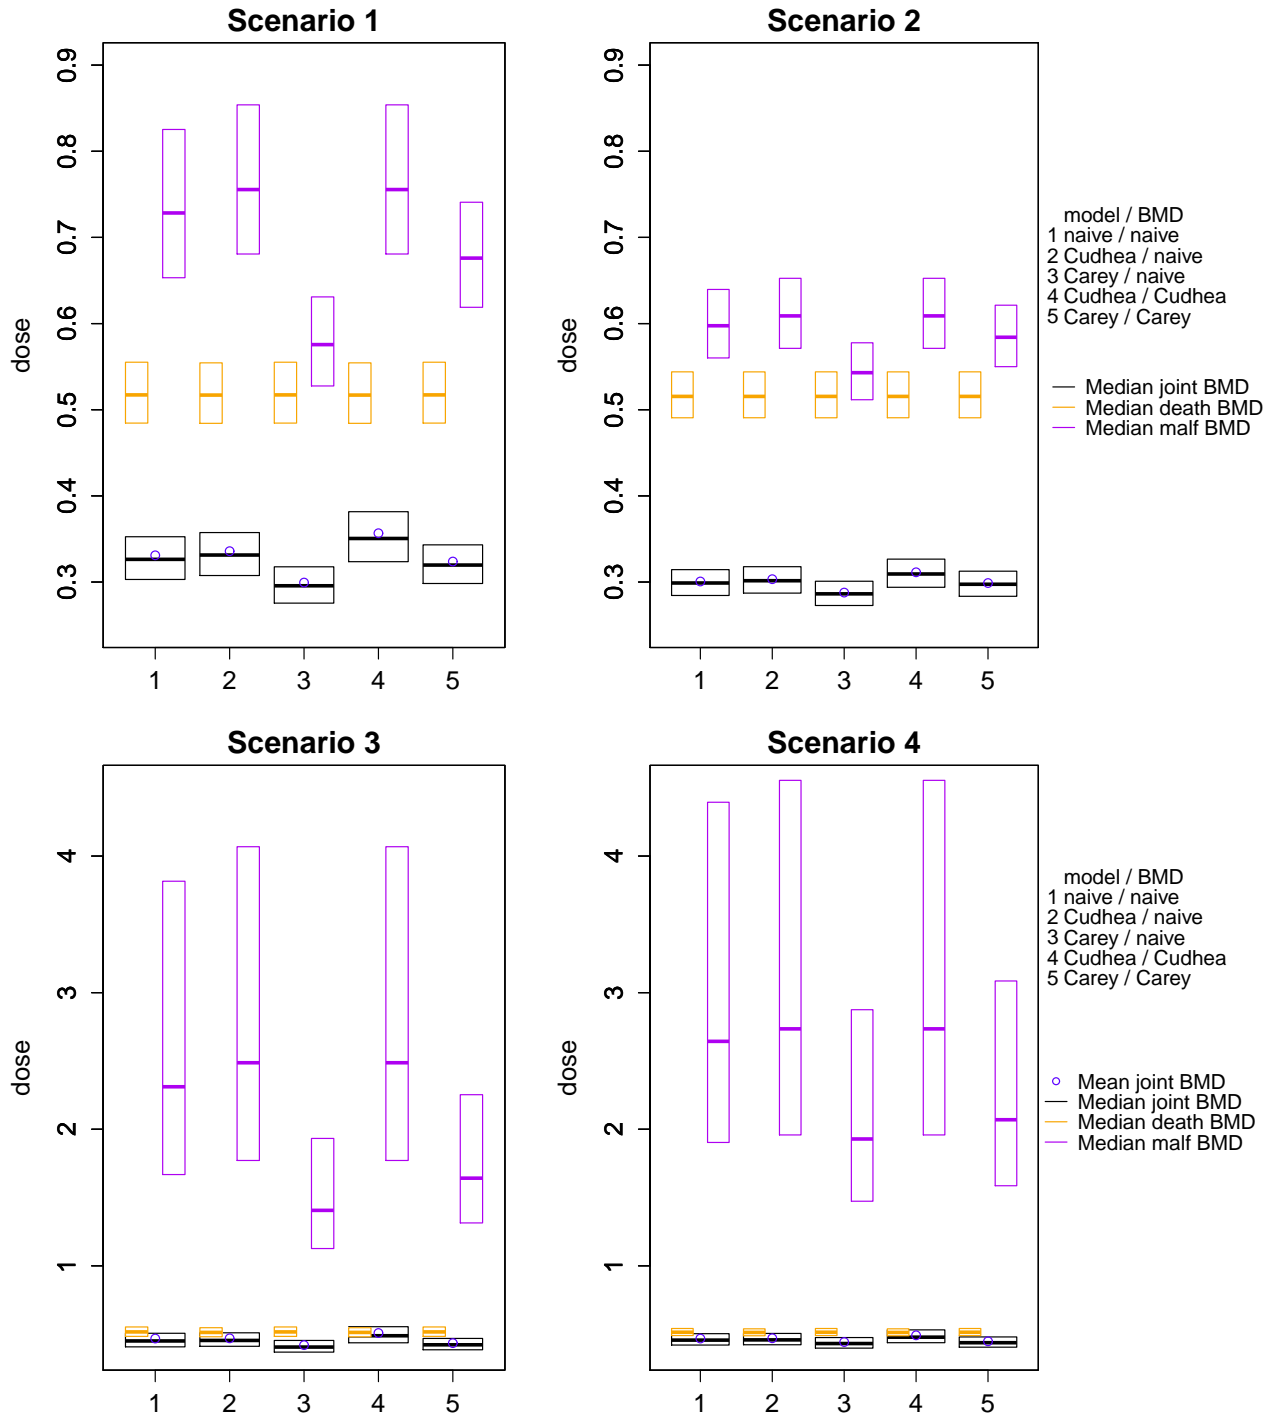 Scenario 1
0.9
0.8
0.7
0.6
0.5
0.4
0.3
dose
1 2 3 4 5
Scenario 2
0.9
0.8
0.7
0.6
0.5
0.4
0.3
dose
1 2 3 4 5
model / BMD
1 naive / naive
2 Cudhea / naive
3 Carey / naive
4 Cudhea / Cudhea
5 Carey / Carey
Median joint BMD
Median death BMD
Median malf BMD
Scenario 3
4
3
2
1
dose
1 2 3 4 5
Scenario 4
4
3
2
1
dose
1 2 3 4 5
model / BMD
1 naive / naive
2 Cudhea / naive
3 Carey / naive
4 Cudhea / Cudhea
5 Carey / Carey
Mean joint BMD
Median joint BMD
Median death BMD
Median malf BMD